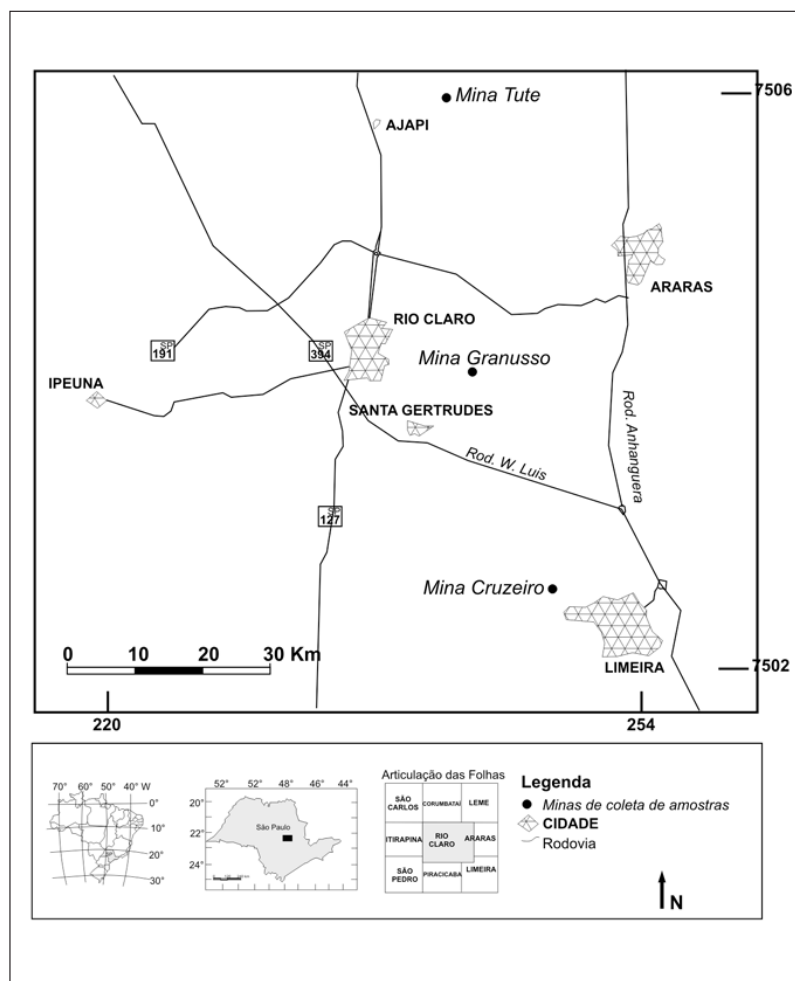 7506
Mina Tute
AJAPI
ARARAS
RIO CLARO
SP
191
SP
394
Mina Granusso
IPEUNA
SANTA GERTRUDES
Rod. Anhanguera
Rod. W. Luis
SP
127
Mina Cruzeiro
0 10 20 30 Km
LIMEIRA
7502
220 254
70° 60° 50° 40° W
0°
10°
20°
30°
52° 52° 48° 46° 44°
20°
22°
24°
São Paulo
Articulação das Folhas
SÃO CARLOS
CORUMBATAÍ
LEME
ITIRAPINA
RIO CLARO
ARARAS
SÃO PEDRO
PIRACICABA
LIMEIRA
Legenda
Minas de coleta de amostras
CIDADE
Rodovia
N